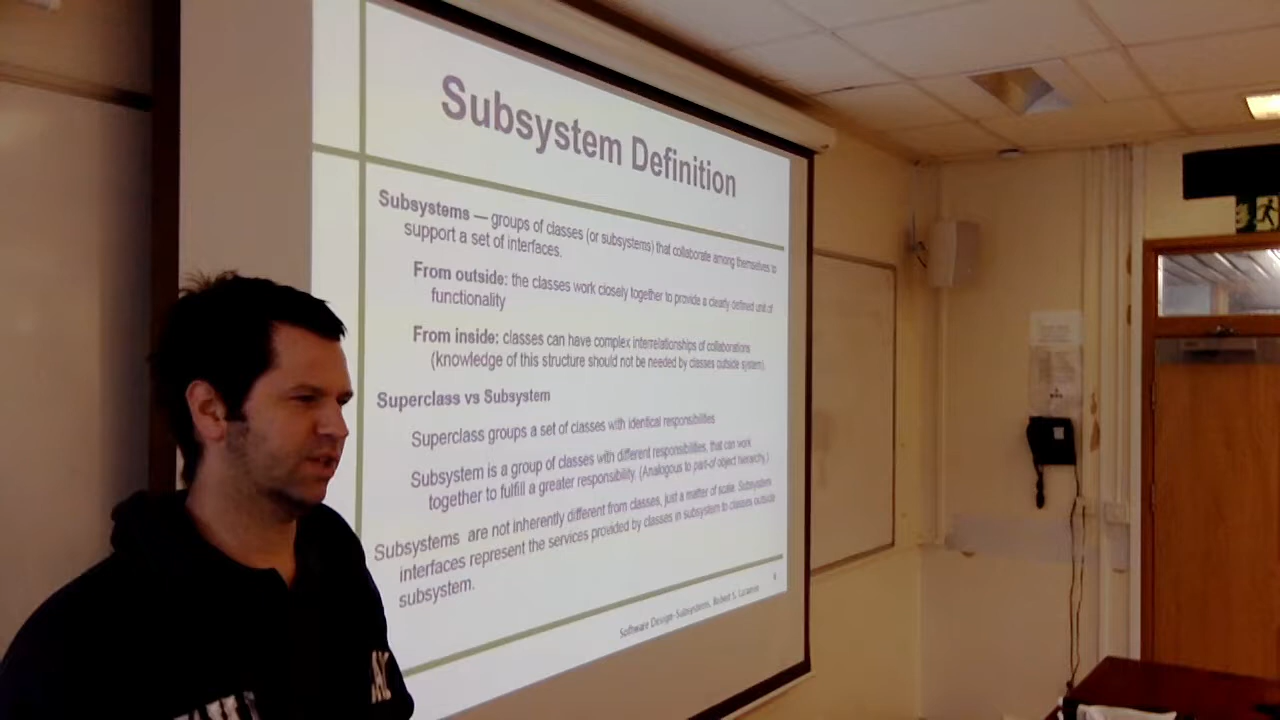 Subsystem Definition
Subsystems — groups of classes (or subsystems) that collaborate among themselves to
support a set of interfaces.
From outside: the classes work closely together to provide a clearly defined unit of
functionality
From inside: classes can have complex interrelationships of collaborations
(knowledge of this structure should not be needed by classes outside system).
Superclass vs Subsystem
Superclass groups a set of classes with identical responsibilities
Subsystem is a group of classes with different responsibilities, that can work
together to fulfill a greater responsibility. (Analogous to part-of object hierarchy.)
Subsystems are not inherently different from classes, just a matter of scale. Subsystem
interfaces represent the services provided by classes in subsystem to classes outside
subsystem.
Software Design- Subsystems, Robert S.